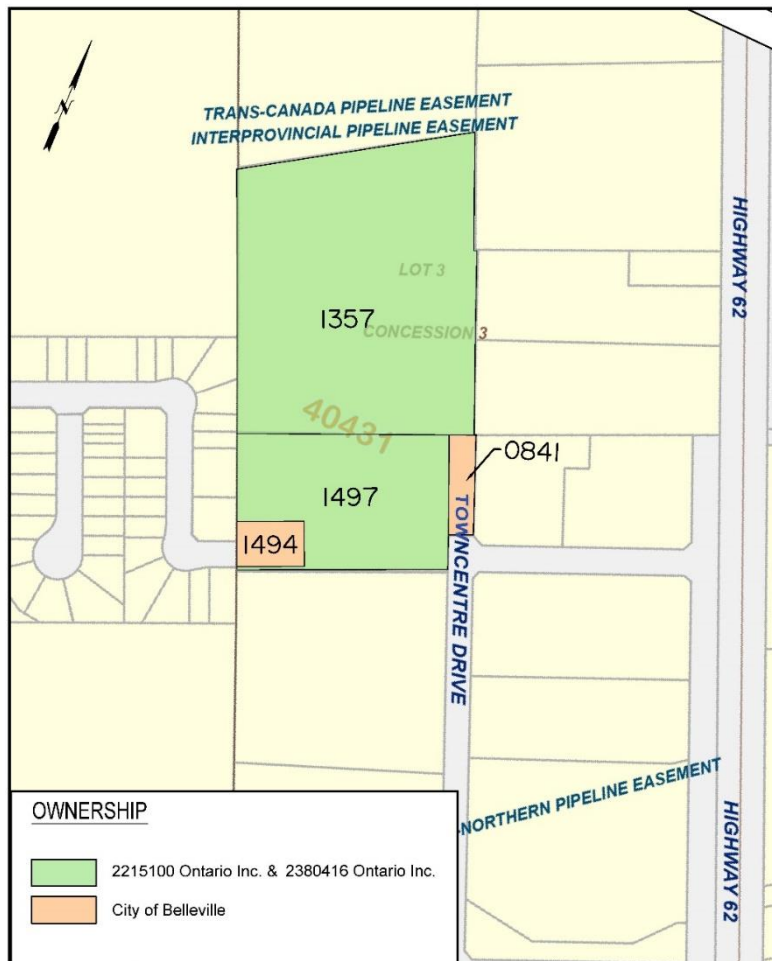 N
TRANS-CANADA PIPELINE EASEMENT
INTERPROVINCIAL PIPELINE EASEMENT
HIGHWAY 62
LOT 3
1357
CONCESSION 3
40431
0841
1497
1494
TOWNCENTRE DRIVE
-NORTHERN PIPELINE EASEMENT
HIGHWAY 62
OWNERSHIP
2215100 Ontario Inc. & 2380416 Ontario Inc.
City of Belleville